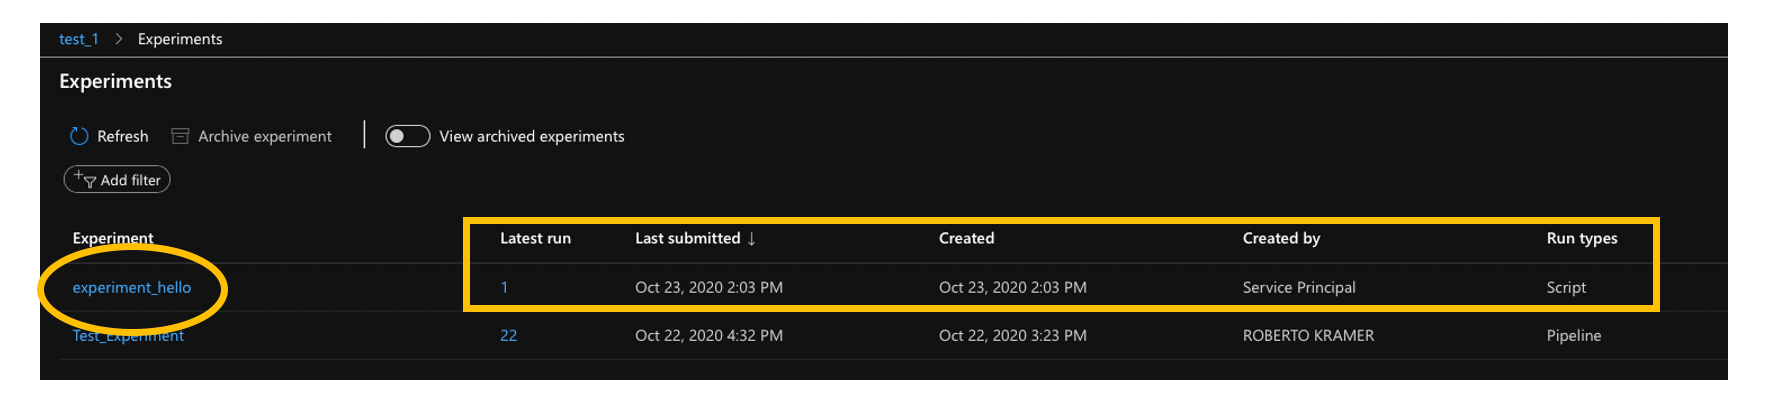 test_1 > Experiments
Experiments
Refresh Archive experiment View archived experiments
Add filter
Experiment Latest run Last submitted ↓ Created Created by Run types
experiment_hello 1 Oct 23, 2020 2:03 PM Oct 23, 2020 2:03 PM Service Principal Script
Test_Experiment 22 Oct 22, 2020 4:32 PM Oct 22, 2020 3:23 PM ROBERTO KRAMER Pipeline